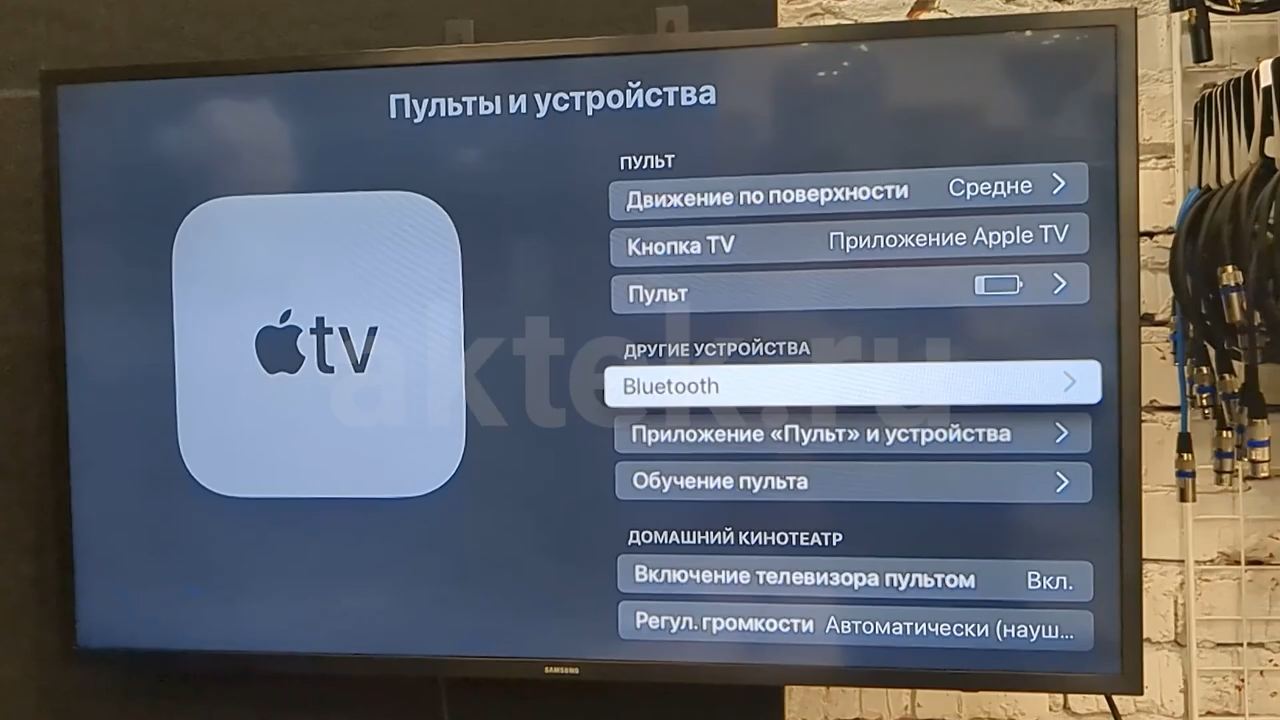 Пульты и устройства
ПУЛЬТ
Движение по поверхности Средне
Кнопка TV Приложение Apple TV
Пульт
ДРУГИЕ УСТРОЙСТВА
Bluetooth
Приложение «Пульт» и устройства
Обучение пульта
ДОМАШНИЙ КИНОТЕАТР
Включение телевизора пультом Вкл.
Регул. громкости Автоматически (науш...
tv
aktek.ru
SAMSUNG